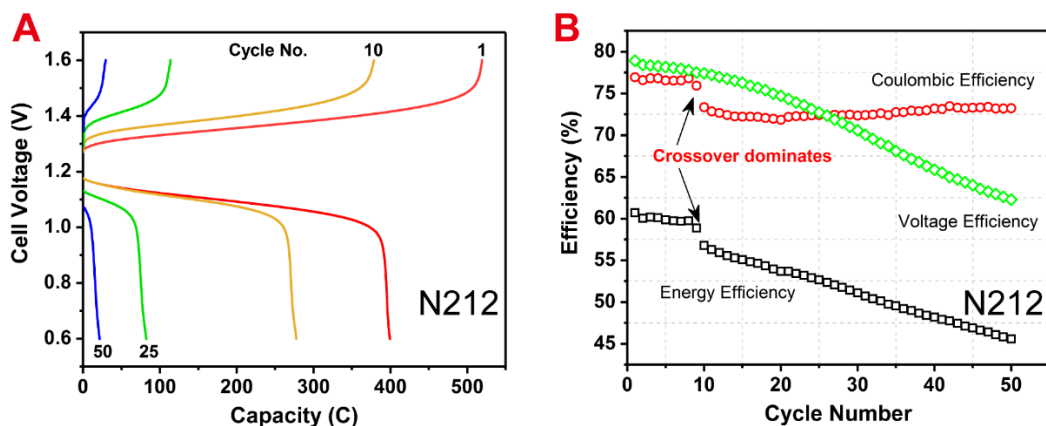 A
Cycle No. 10 1
1.6
1.4
1.2
1.0
0.8
0.6
Cell Voltage (V)
N212
50 25
0 100 200 300 400 500
Capacity (C)
B
80
75
70
65
60
55
50
45
Efficiency (%)
Coulombic Efficiency
Crossover dominates
Voltage Efficiency
Energy Efficiency
N212
0 10 20 30 40 50
Cycle Number